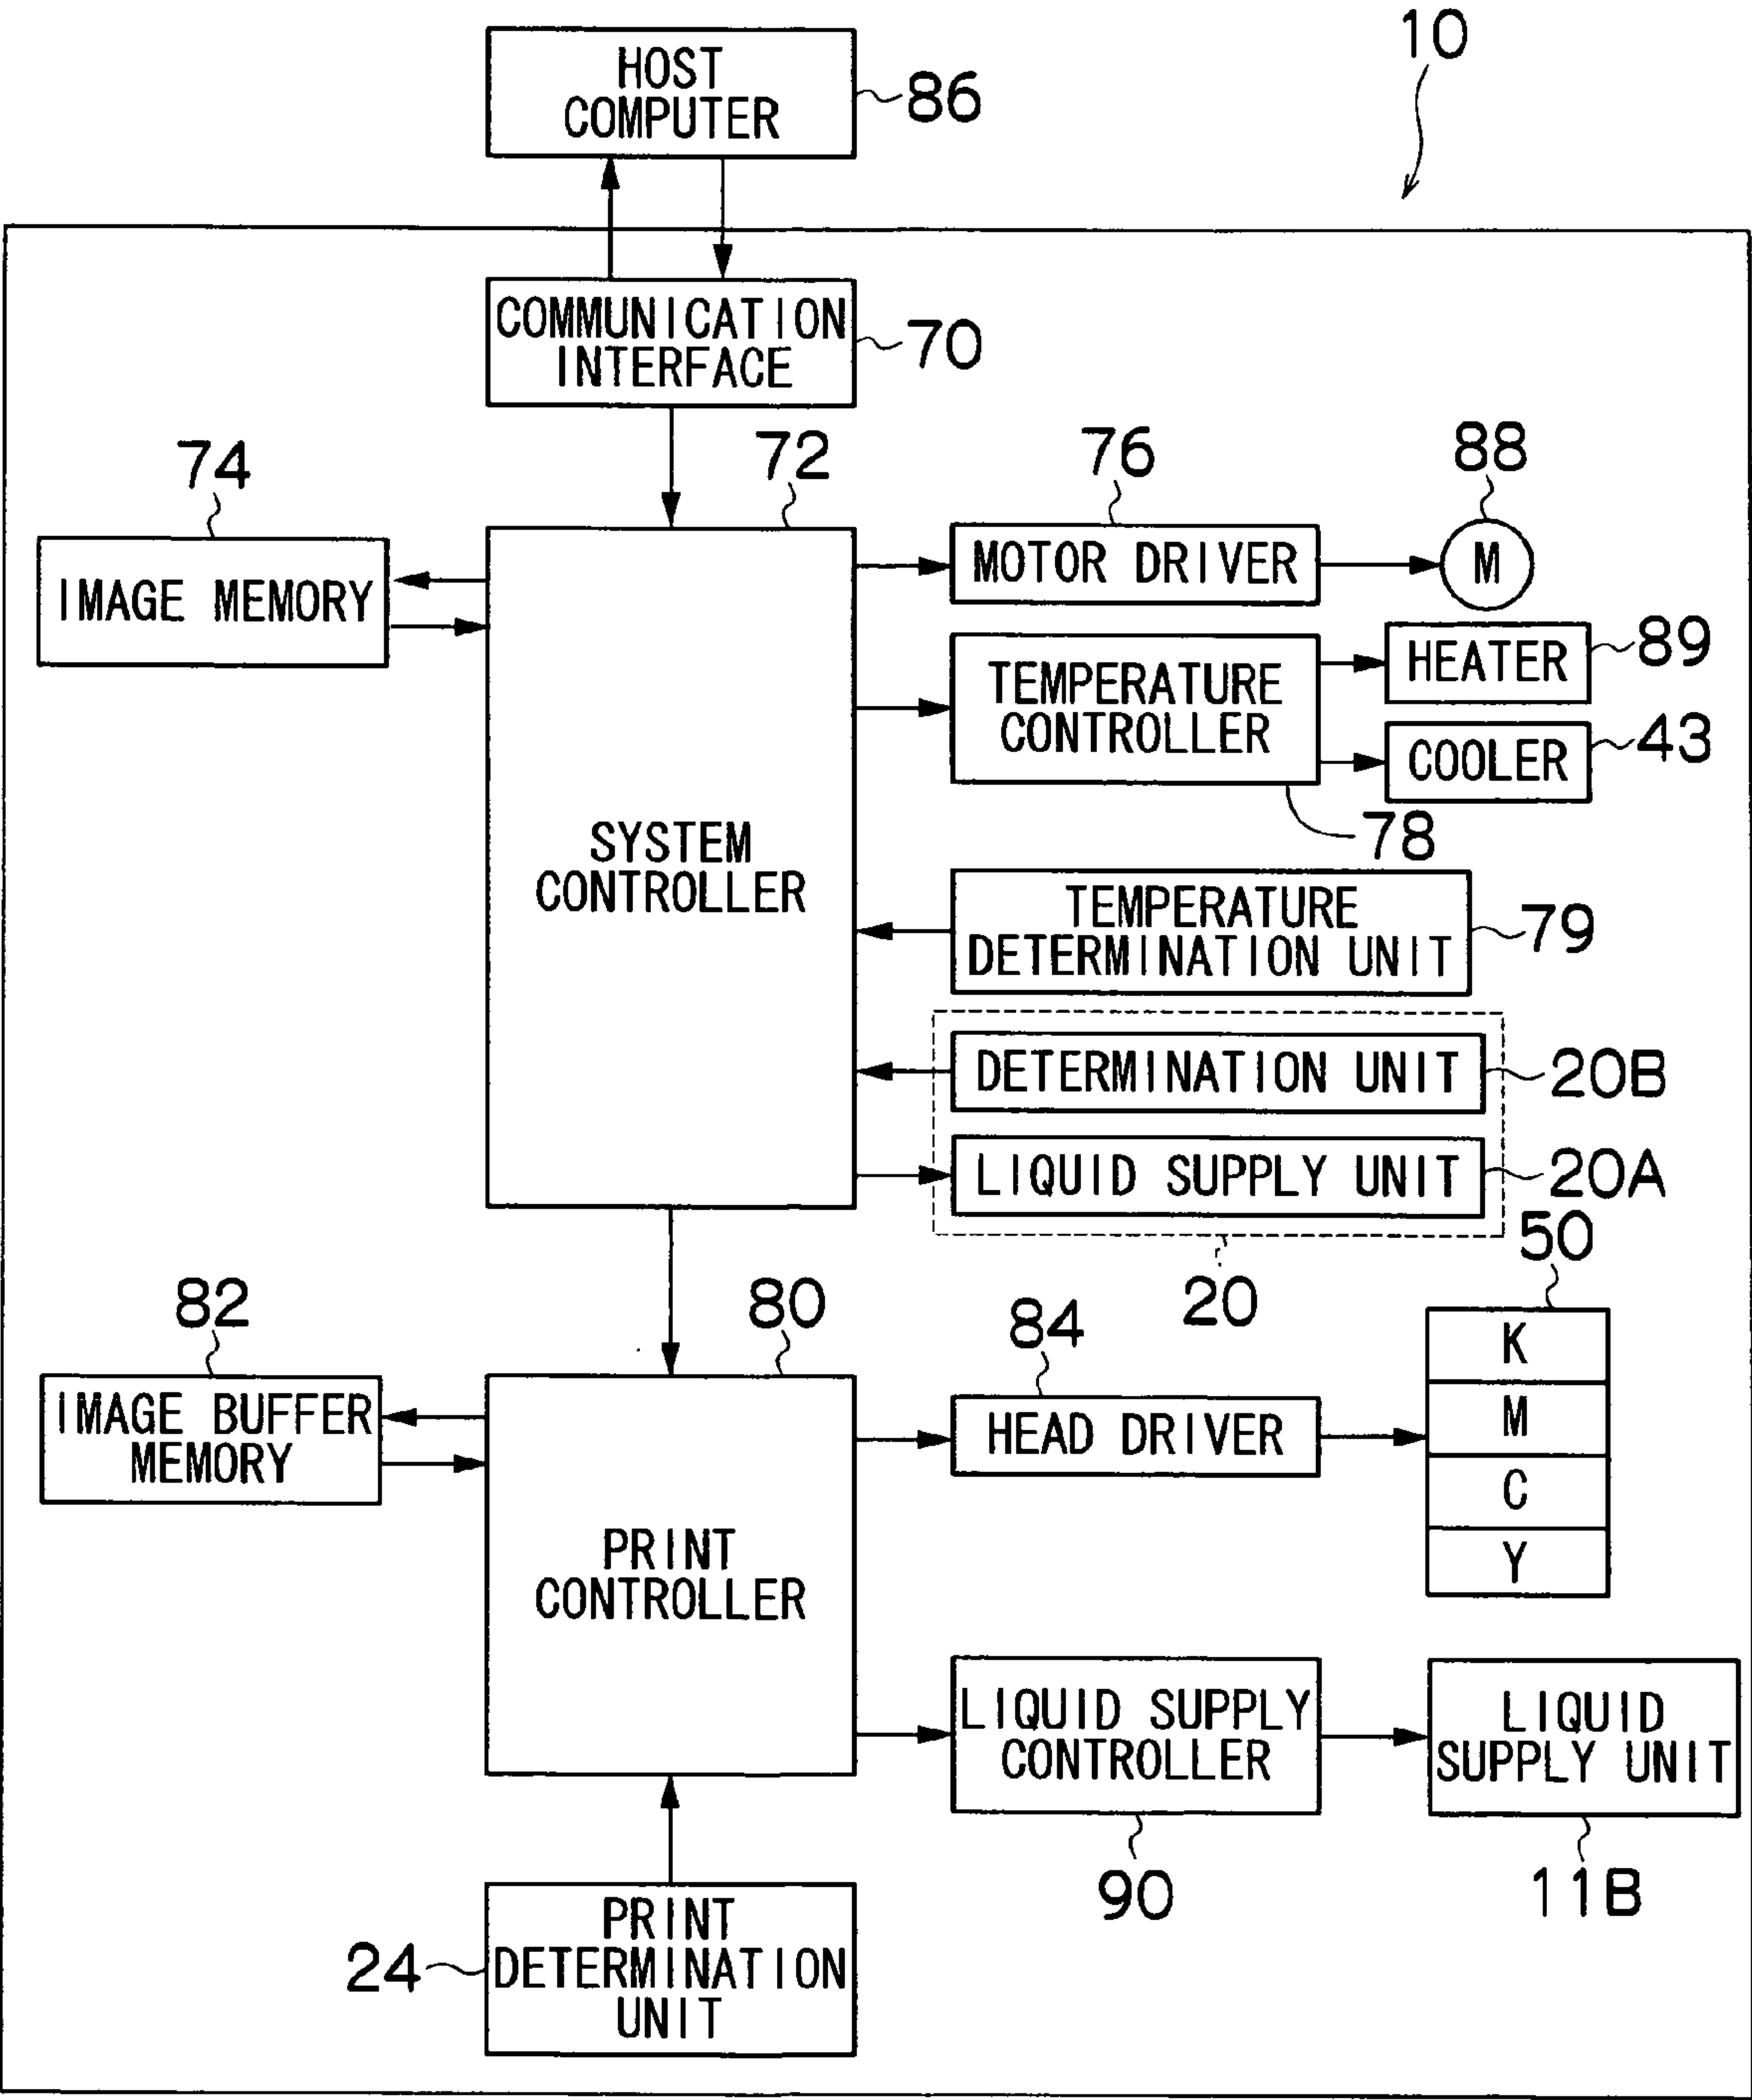 10
HOST
COMPUTER
86
COMMUNICATION
INTERFACE
70
74
72
76
88
IMAGE MEMORY
MOTOR DRIVER
M
TEMPERATURE
CONTROLLER
HEATER
89
COOLER
43
78
SYSTEM
CONTROLLER
TEMPERATURE
DETERMINATION UNIT
79
DETERMINATION UNIT
20B
LIQUID SUPPLY UNIT
20A
20
50
82
80
84
IMAGE BUFFER
MEMORY
HEAD DRIVER
K
M
C
Y
PRINT
CONTROLLER
LIQUID SUPPLY
CONTROLLER
LIQUID
SUPPLY UNIT
90
11B
24
PRINT
DETERMINATION
UNIT